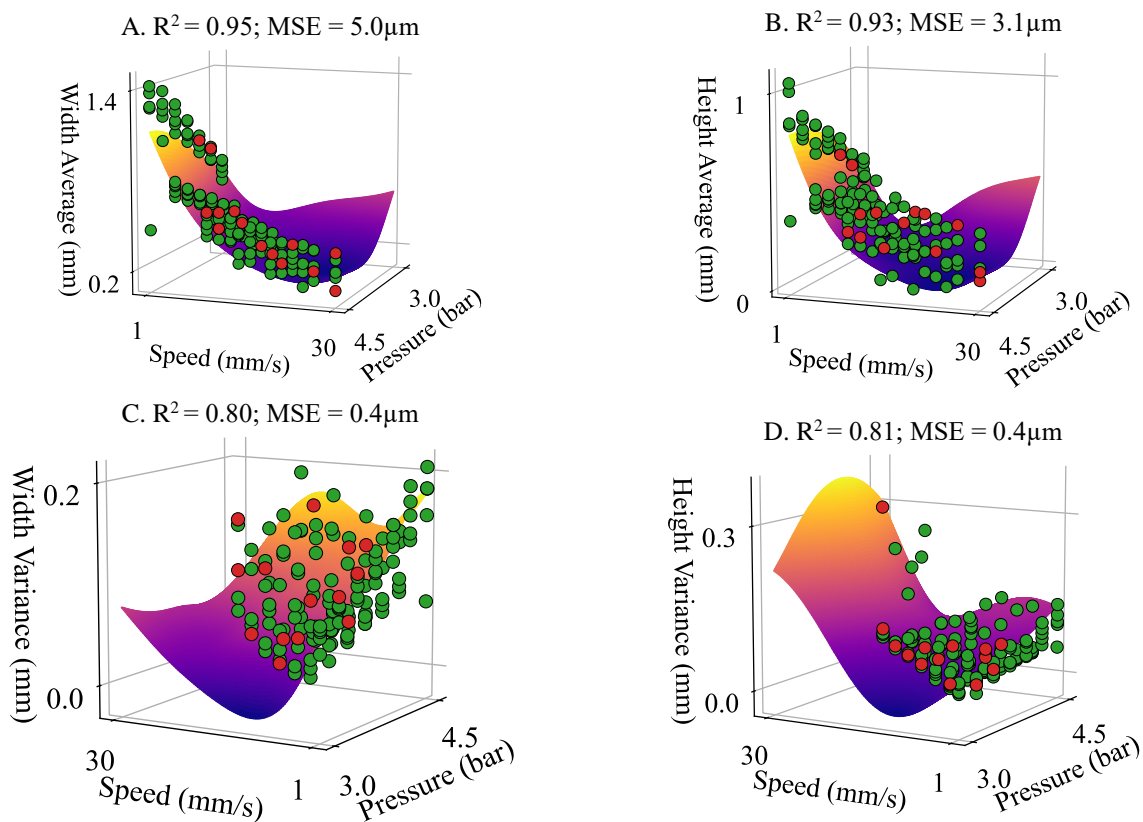 A. R² = 0.95; MSE = 5.0μm
Width Average (mm)
1.4
0.2
1
Speed (mm/s)
30
4.5
Pressure (bar)
3.0
B. R² = 0.93; MSE = 3.1μm
Height Average (mm)
1
0
1
Speed (mm/s)
30
4.5
Pressure (bar)
3.0
C. R² = 0.80; MSE = 0.4μm
Width Variance (mm)
0.2
0.0
30
Speed (mm/s)
1
3.0
Pressure (bar)
4.5
D. R² = 0.81; MSE = 0.4μm
Height Variance (mm)
0.3
0.0
30
Speed (mm/s)
1
3.0
Pressure (bar)
4.5